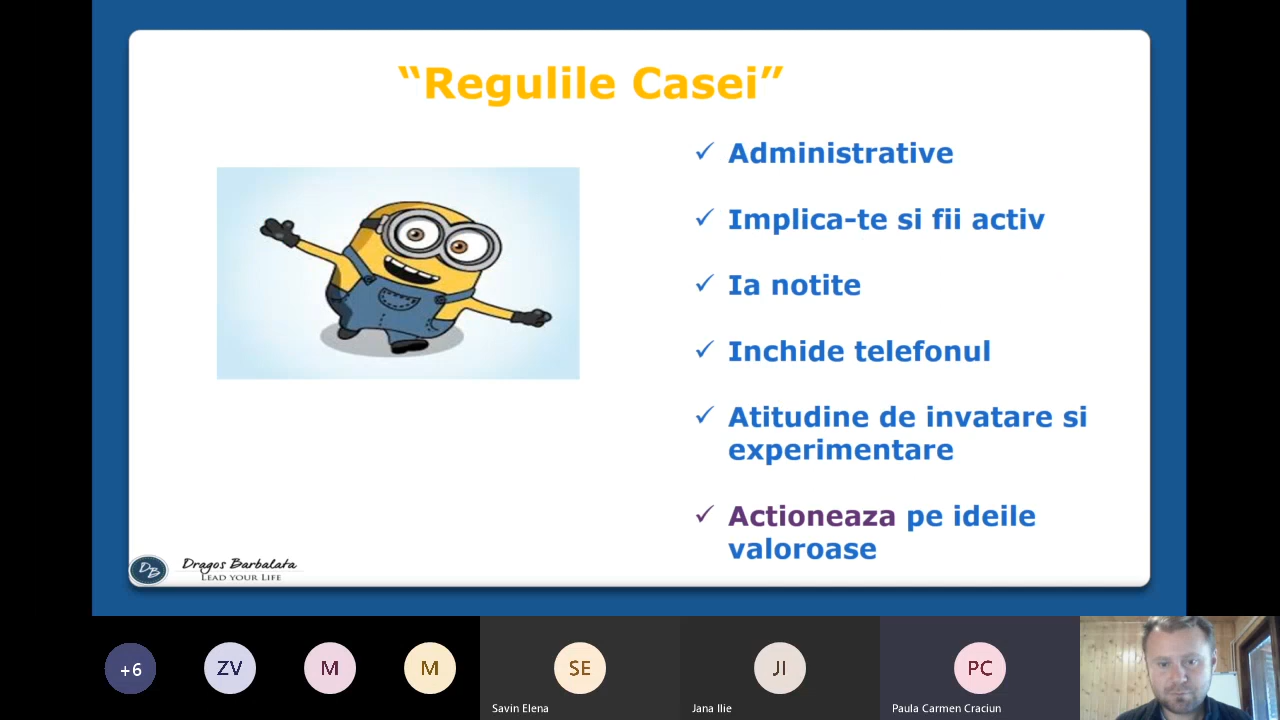 “Regulile Casei”
✓ Administrative
✓ Implica-te si fii activ
✓ Ia notite
✓ Inchide telefonul
✓ Atitudine de invatare si
experimentare
✓ Actioneaza pe ideile
valoroase
DB
Dragos Barbalata
LEAD YOUR LIFE
+6
ZV
M
M
SE
Savin Elena
JI
Jana Ilie
PC
Paula Carmen Craciun